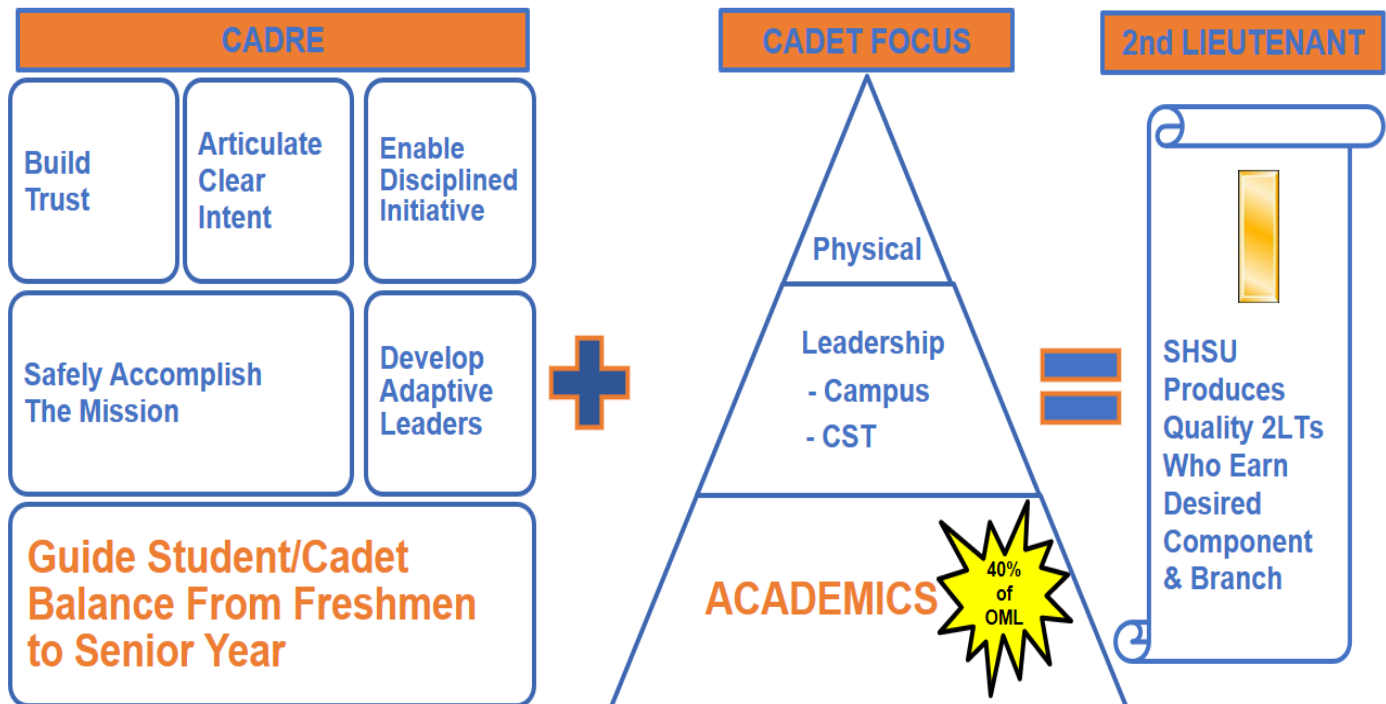 CADRE
Build
Trust
Articulate
Clear
Intent
Enable
Disciplined
Initiative
Safely Accomplish
The Mission
Develop
Adaptive
Leaders
Guide Student/Cadet
Balance From Freshmen
to Senior Year
CADET FOCUS
Physical
Leadership
- Campus
- CST
ACADEMICS
40%
of
OML
2nd LIEUTENANT
SHSU
Produces
Quality 2LTs
Who Earn
Desired
Component
& Branch